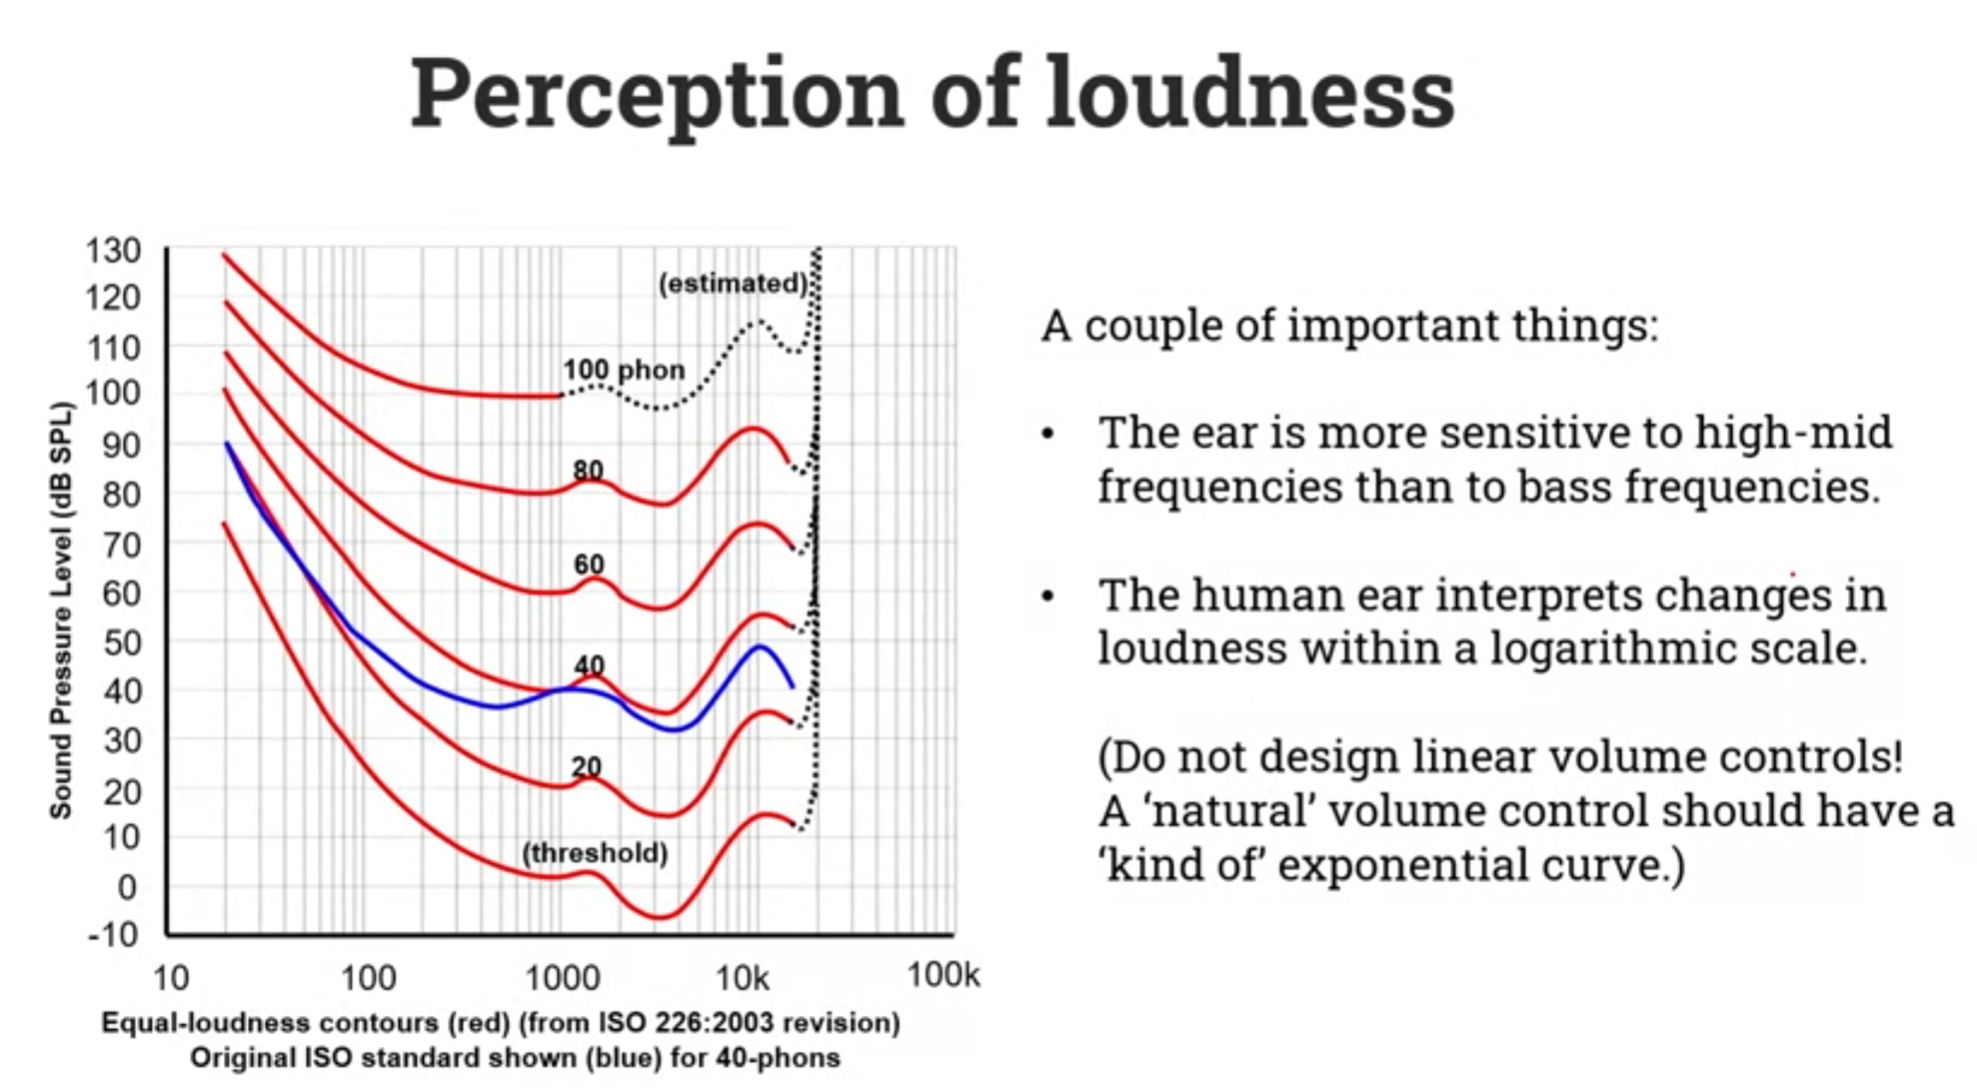 Perception of loudness
130
120
110
100
90
80
70
60
50
40
30
20
10
0
-10
Sound Pressure Level (dB SPL)
(estimated)
100 phon
80
60
40
20
(threshold)
10
100
1000
10k
100k
Equal-loudness contours (red) (from ISO 226:2003 revision)
Original ISO standard shown (blue) for 40-phons
A couple of important things:
• The ear is more sensitive to high-mid
frequencies than to bass frequencies.
• The human ear interprets changes in
loudness within a logarithmic scale.
(Do not design linear volume controls!
A ‘natural’ volume control should have a
‘kind of’ exponential curve.)